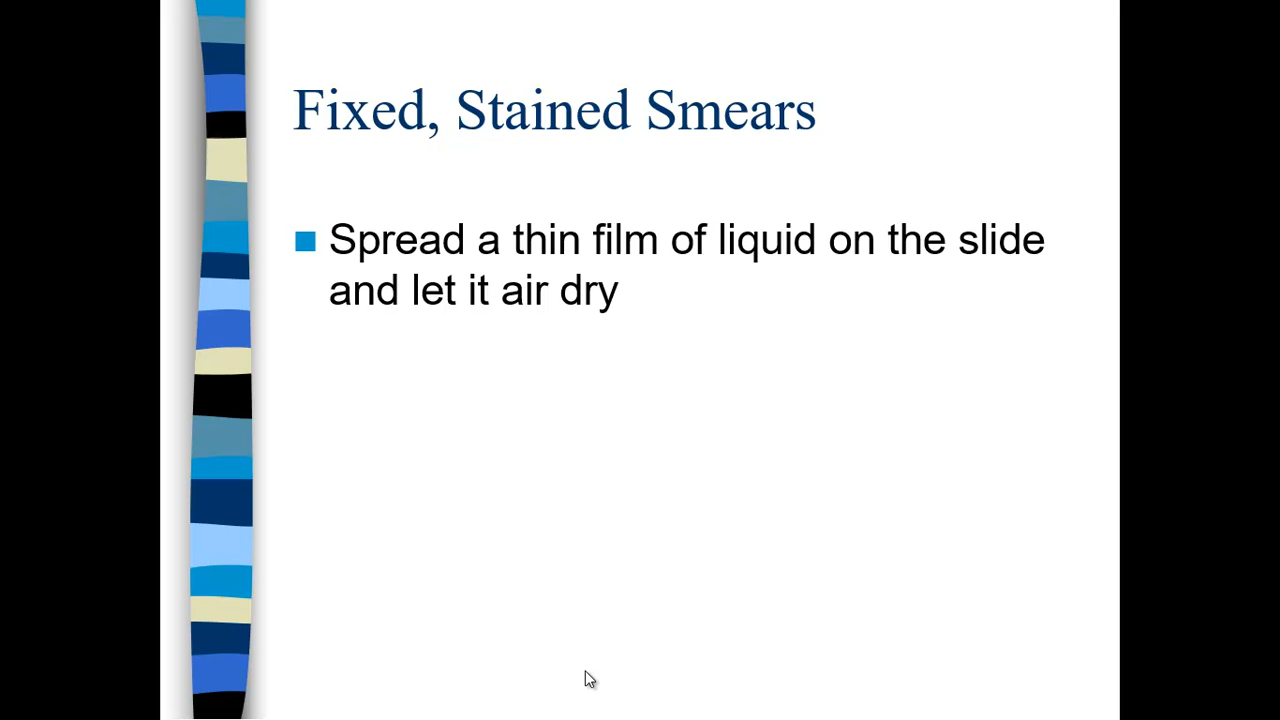 Fixed, Stained Smears
Spread a thin film of liquid on the slide
and let it air dry